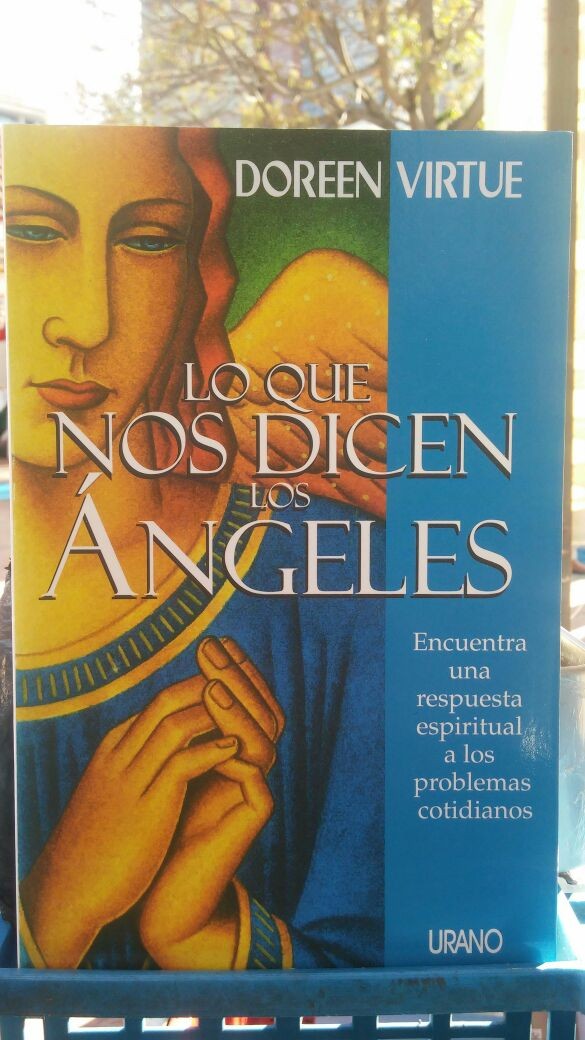 DOREEN VIRTUE
LO QUE
NOS DICEN
LOS
ÁNGELES
Encuentra
una
respuesta
espiritual
a los
problemas
cotidianos
URANO